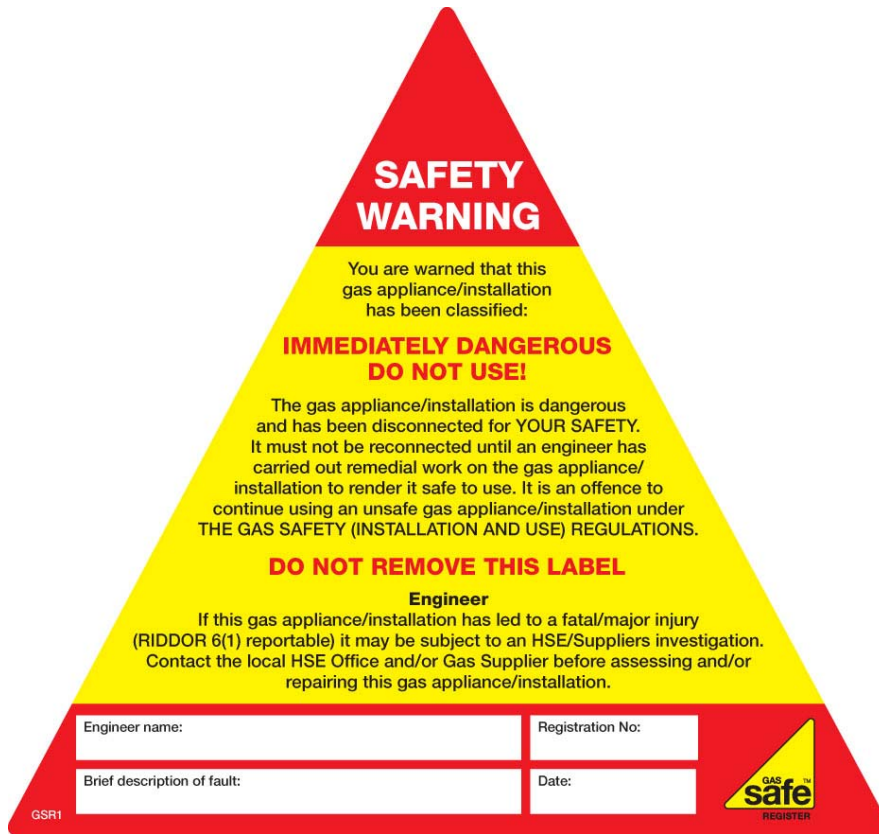 SAFETY
WARNING
You are warned that this
gas appliance/installation
has been classified:
IMMEDIATELY DANGEROUS
DO NOT USE!
The gas appliance/installation is dangerous
and has been disconnected for YOUR SAFETY.
It must not be reconnected until an engineer has
carried out remedial work on the gas appliance/
installation to render it safe to use. It is an offence to
continue using an unsafe gas appliance/installation under
THE GAS SAFETY (INSTALLATION AND USE) REGULATIONS.
DO NOT REMOVE THIS LABEL
Engineer
If this gas appliance/installation has led to a fatal/major injury
(RIDDOR 6(1) reportable) it may be subject to an HSE/Suppliers investigation.
Contact the local HSE Office and/or Gas Supplier before assessing and/or
repairing this gas appliance/installation.
Engineer name:
Registration No:
Brief description of fault:
Date:
GSR1
GAS
safe™
REGISTER